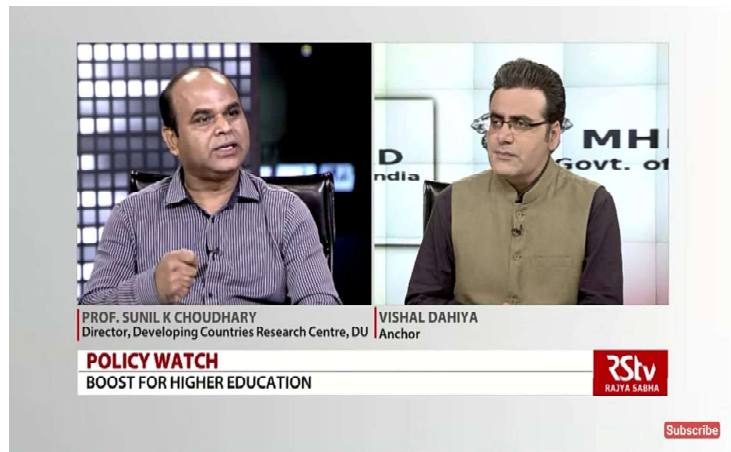 D
ndia
MH
Govt. of
PROF. SUNIL K CHOUDHARY
Director, Developing Countries Research Centre, DU
VISHAL DAHIYA
Anchor
POLICY WATCH
BOOST FOR HIGHER EDUCATION
RStv
RAJYA SABHA
Subscribe